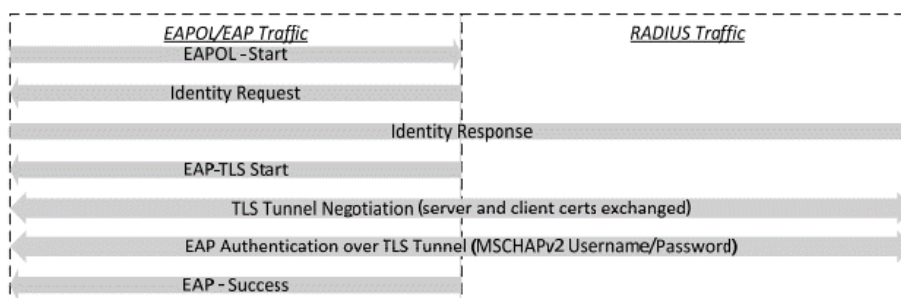 EAPOL/EAP Traffic
RADIUS Traffic
EAPOL - Start
Identity Request
Identity Response
EAP-TLS Start
TLS Tunnel Negotiation (server and client certs exchanged)
EAP Authentication over TLS Tunnel (MSCHAPv2 Username/Password)
EAP - Success